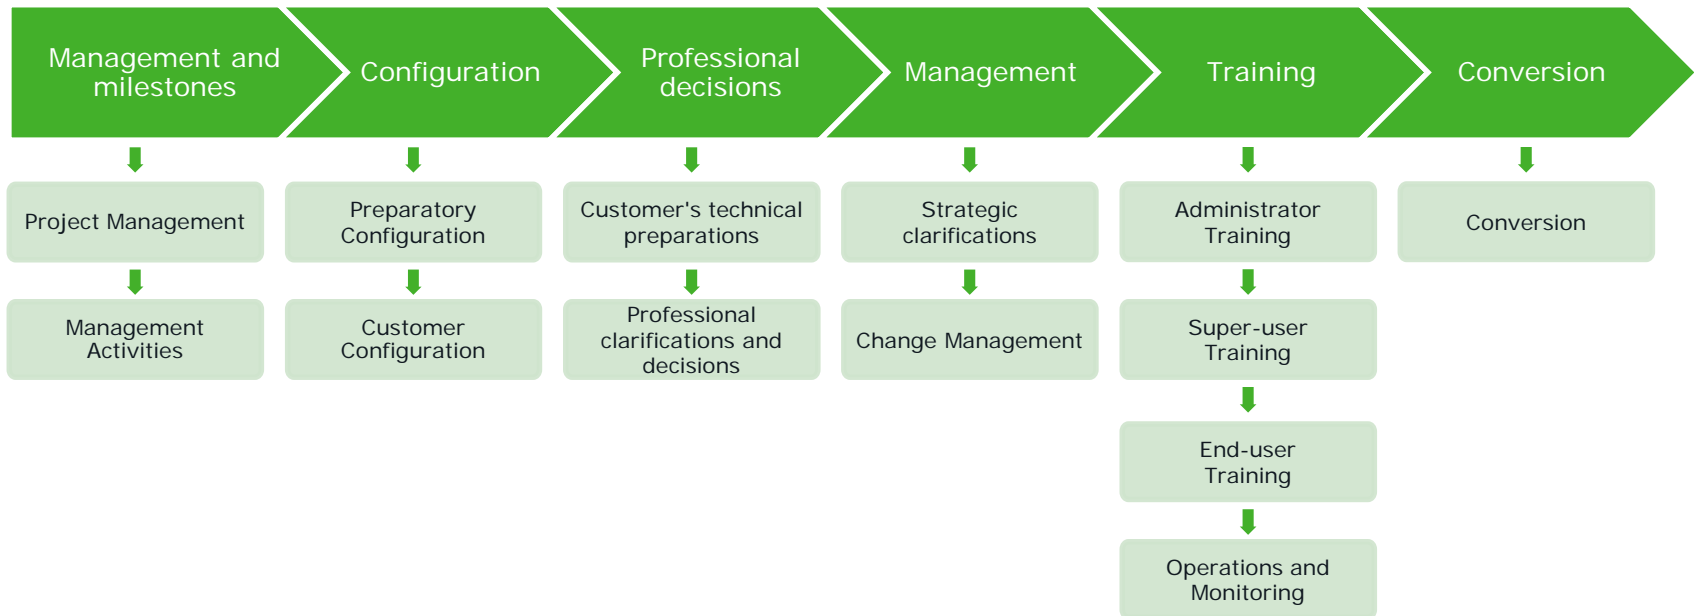 Management and
milestones
Configuration
Professional
decisions
Management
Training
Conversion
Project Management
Preparatory
Configuration
Customer's technical
preparations
Strategic
clarifications
Administrator
Training
Conversion
Management
Activities
Customer
Configuration
Professional
clarifications and
decisions
Change Management
Super-user
Training
End-user
Training
Operations and
Monitoring